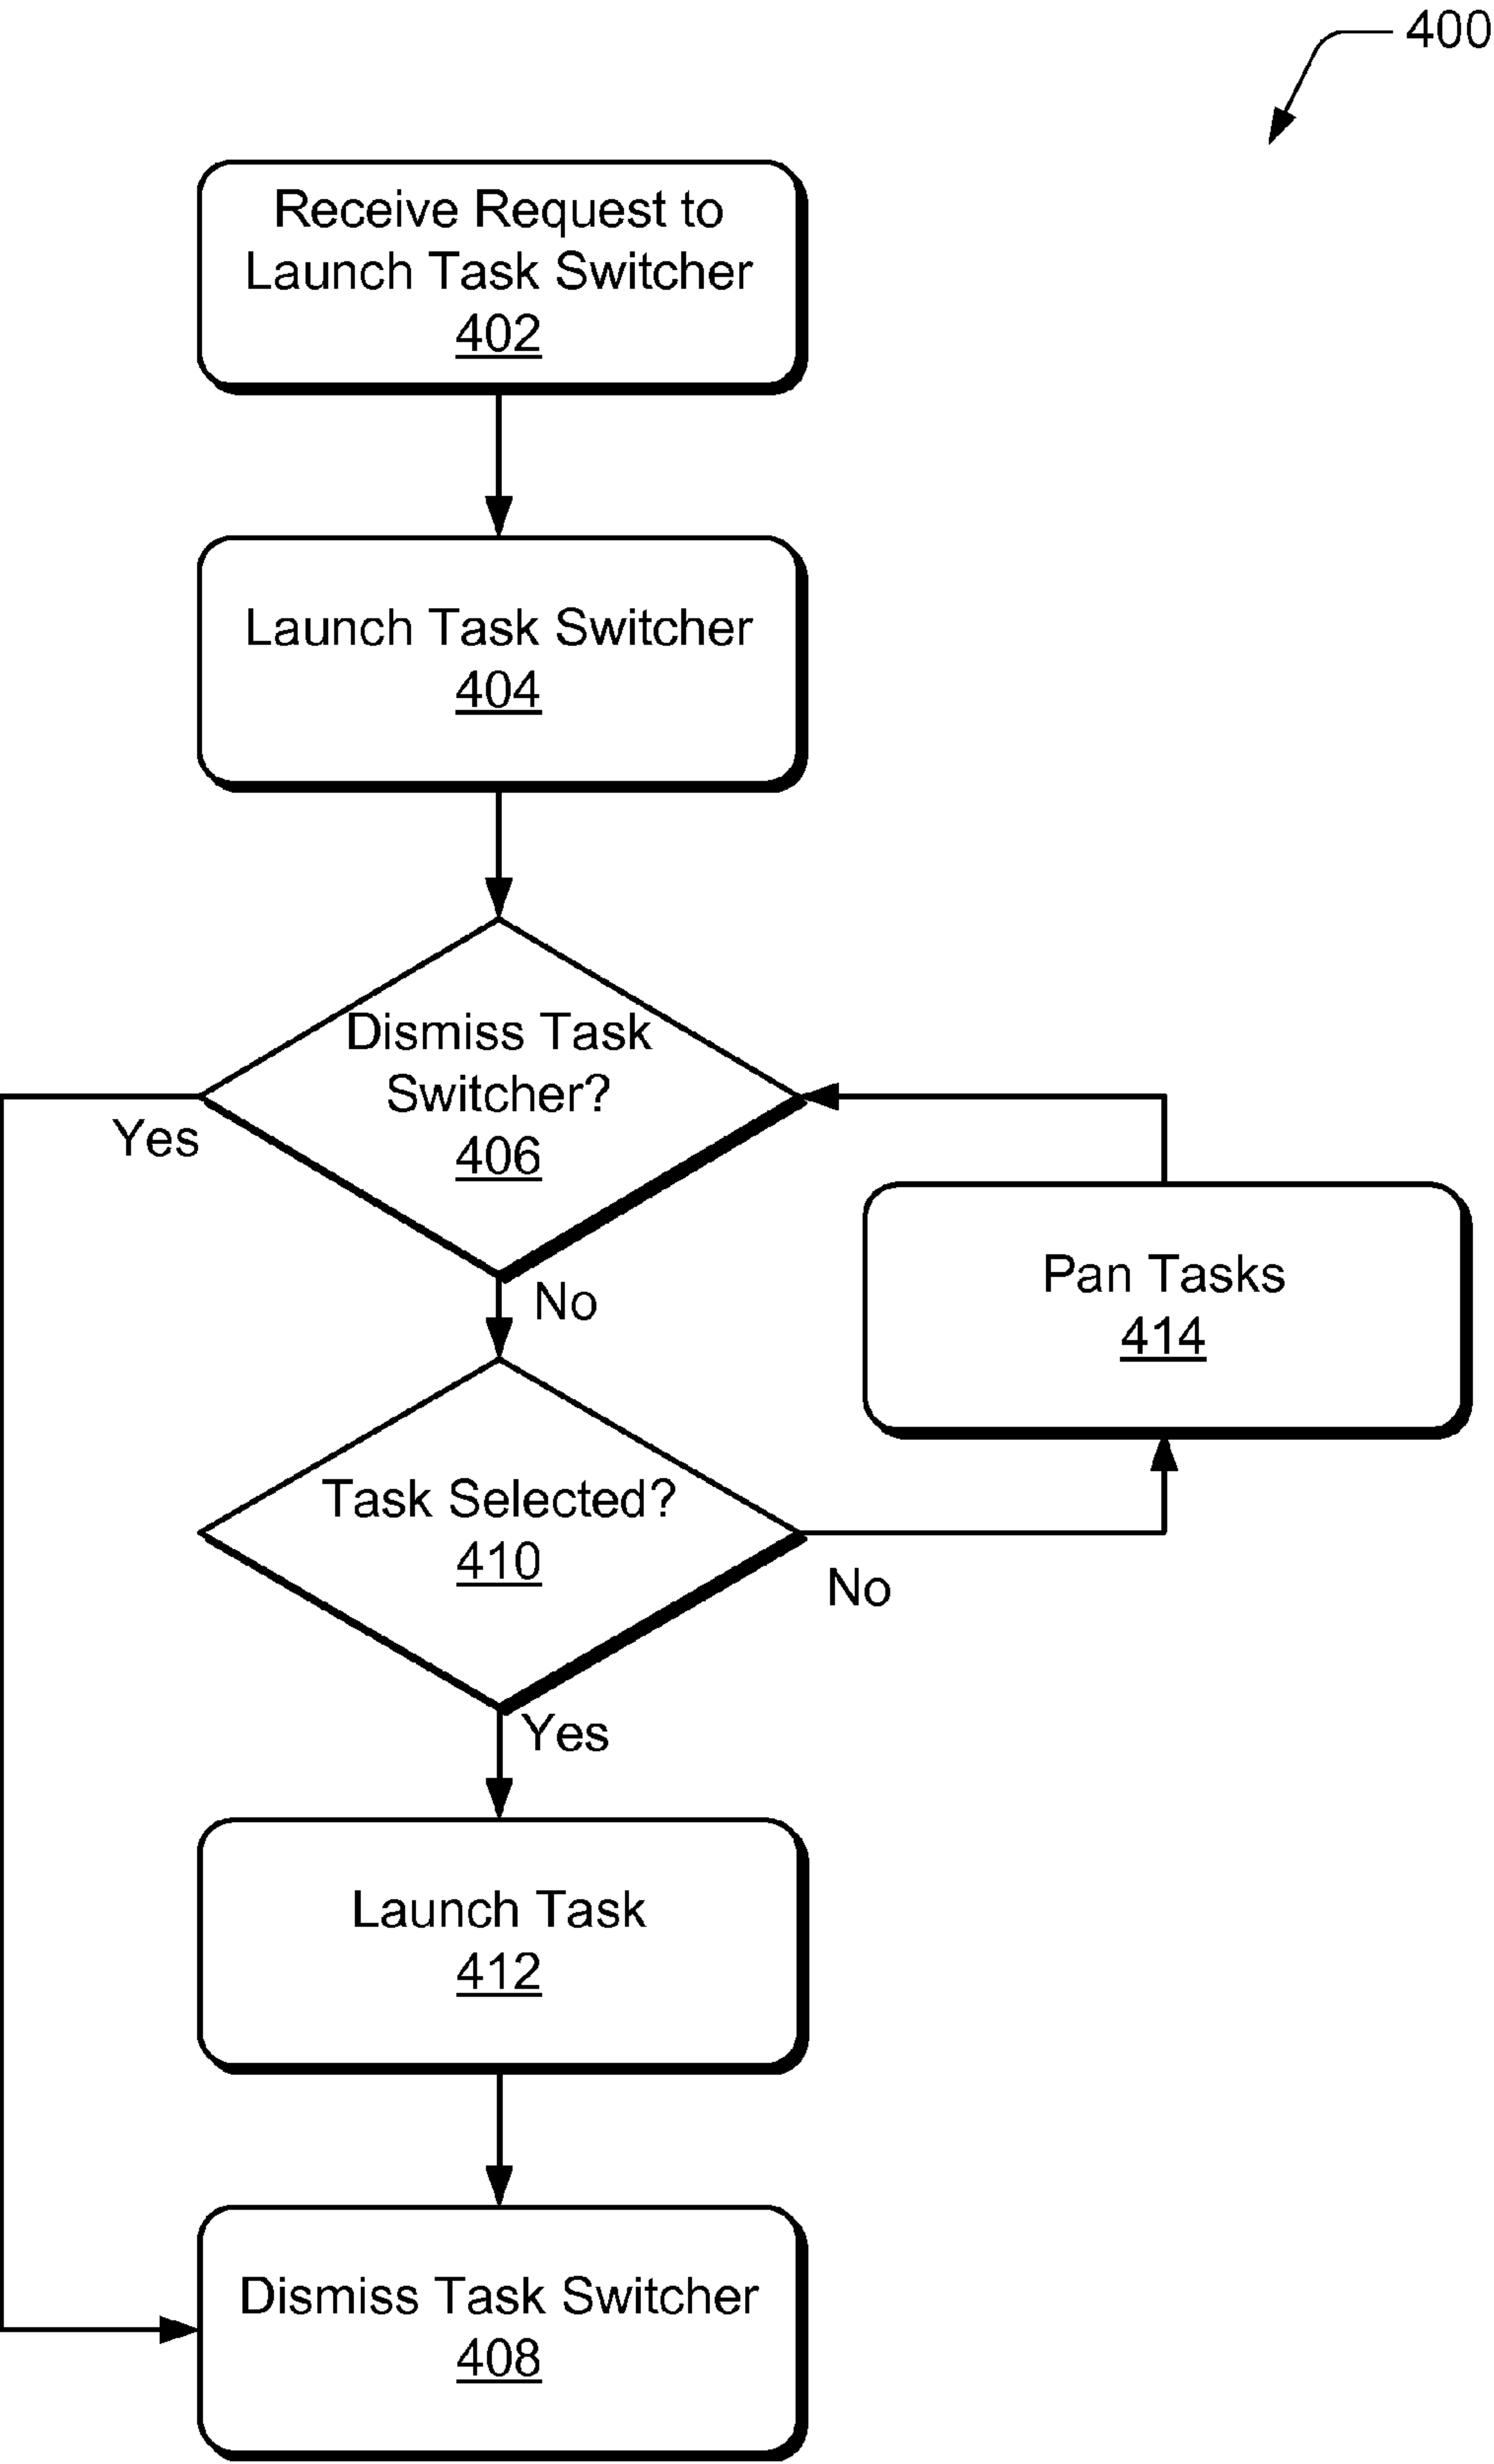 400
Receive Request to
Launch Task Switcher
402
Launch Task Switcher
404
Dismiss Task
Switcher?
406
Yes
No
Pan Tasks
414
Task Selected?
410
No
Yes
Launch Task
412
Dismiss Task Switcher
408